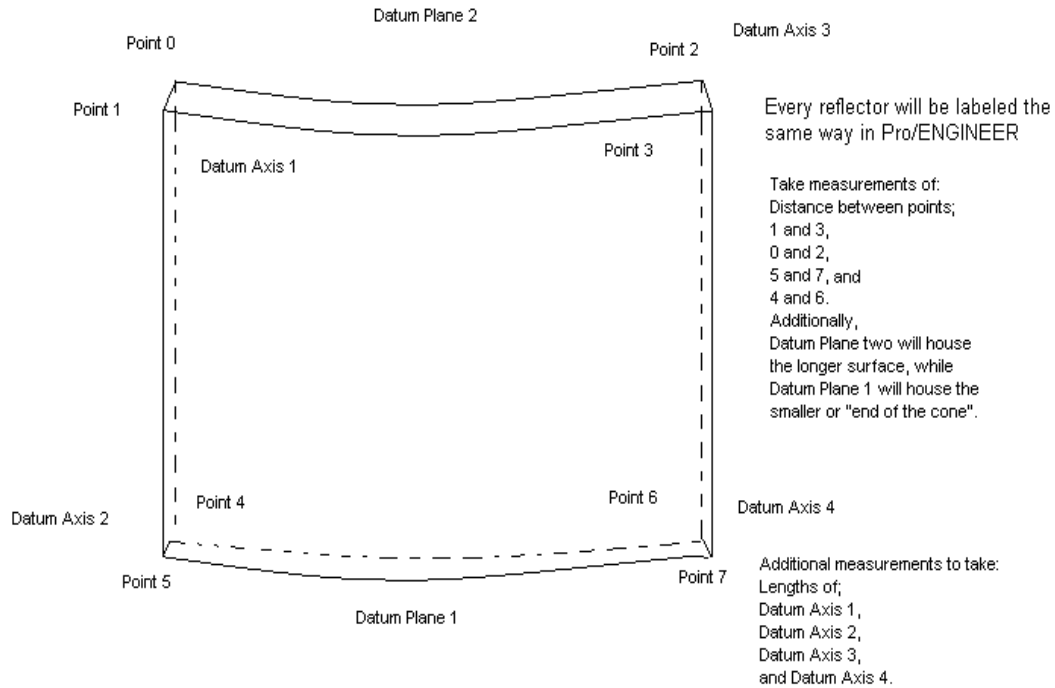 Datum Plane 2
Point 0
Point 2
Datum Axis 3
Point 1
Every reflector will be labeled the
same way in Pro/ENGINEER
Point 3
Datum Axis 1
Take measurements of:
Distance between points;
1 and 3,
0 and 2,
5 and 7, and
4 and 6.
Additionally,
Datum Plane two will house
the longer surface, while
Datum Plane 1 will house the
smaller or "end of the cone".
Point 4
Point 6
Datum Axis 2
Datum Axis 4
Point 5
Point 7
Datum Plane 1
Additional measurements to take:
Lengths of;
Datum Axis 1,
Datum Axis 2,
Datum Axis 3,
and Datum Axis 4.